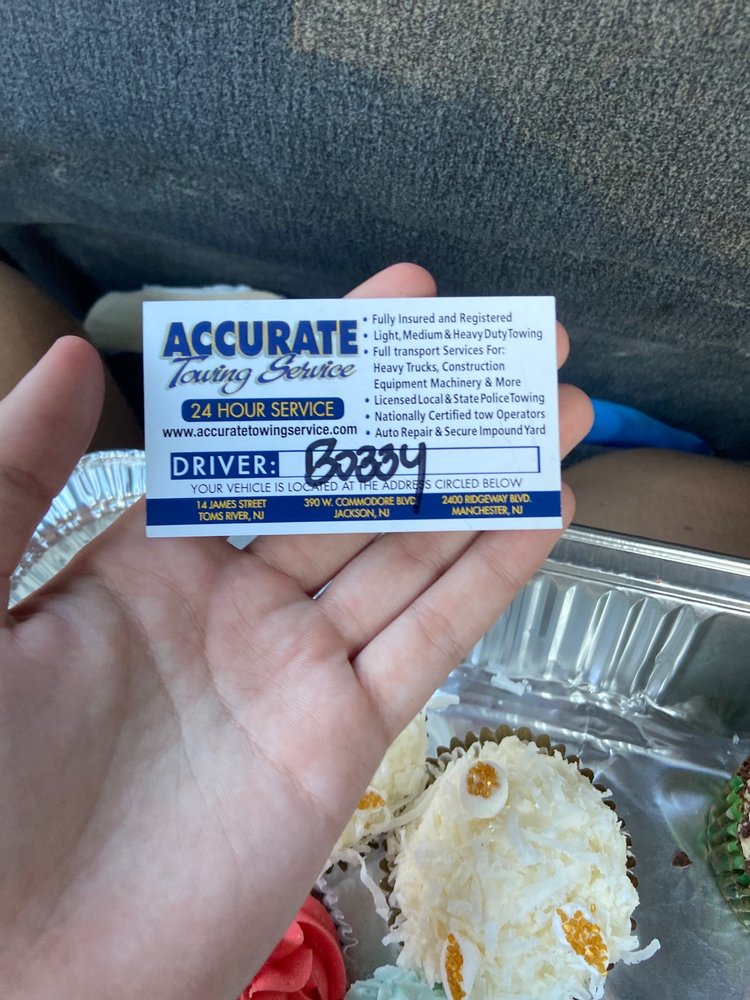 ACCURATE
Towing Service
24 HOUR SERVICE
www.accuratetowingservice.com
• Fully Insured and Registered
• Light, Medium & Heavy Duty Towing
• Full transport Services For:
Heavy Trucks, Construction
Equipment Machinery & More
• Licensed Local & State Police Towing
• Nationally Certified tow Operators
• Auto Repair & Secure Impound Yard
DRIVER: Bobby
YOUR VEHICLE IS LOCATED AT THE ADDRESS CIRCLED BELOW
14 JAMES STREET
TOMS RIVER, NJ
390 W. COMMODORE BLVD.
JACKSON, NJ
2400 RIDGEWAY BLVD.
MANCHESTER, NJ